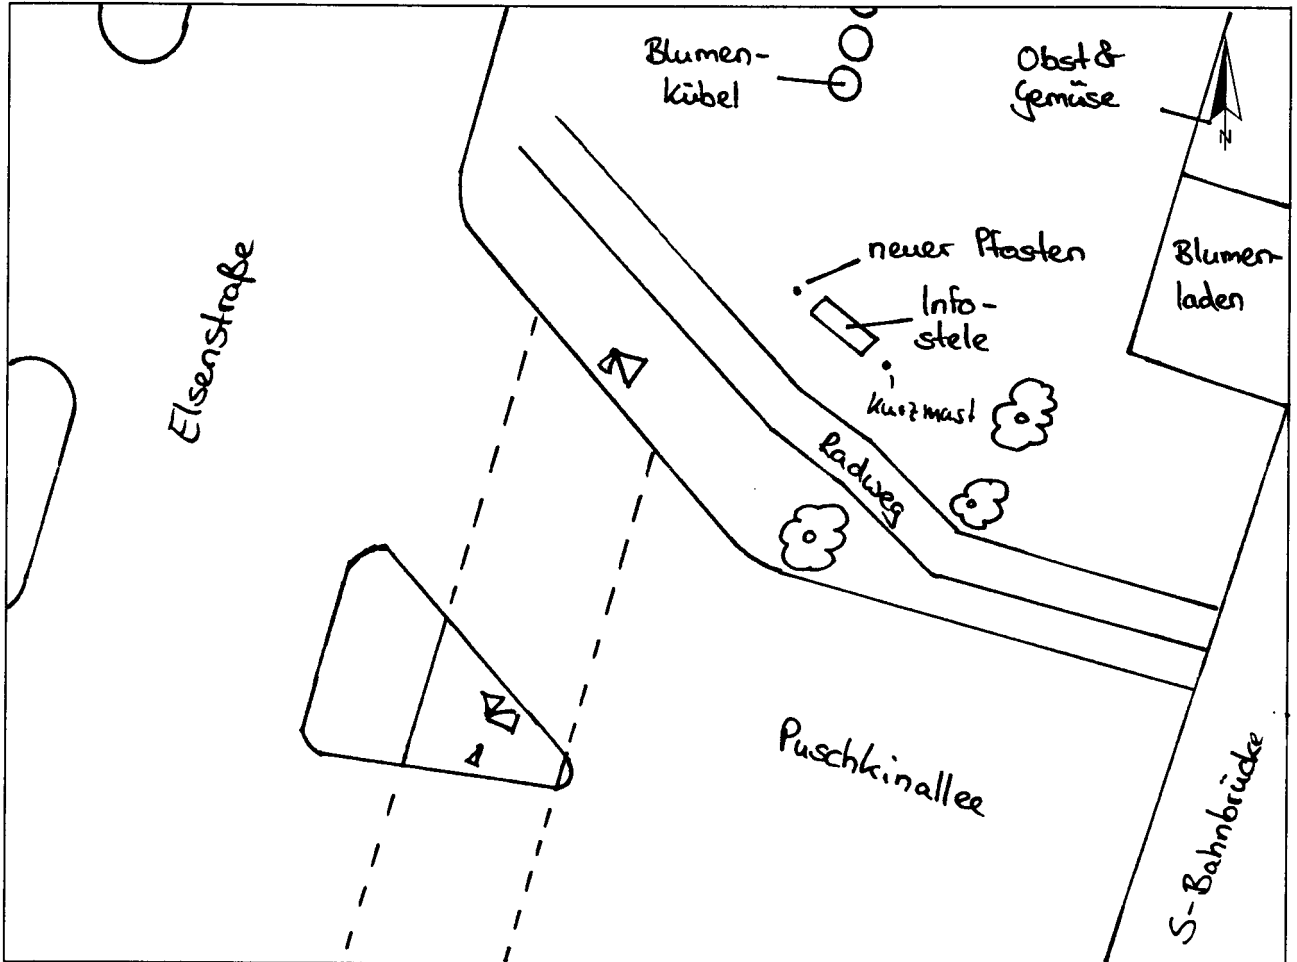 Blumen-
kübel
Obst &
Gemüse
N
Elsenstraße
neuer Pfosten
Info-
stele
Blumen-
laden
Kurzmast
Radweg
Puschkinallee
S-Bahnbrücke